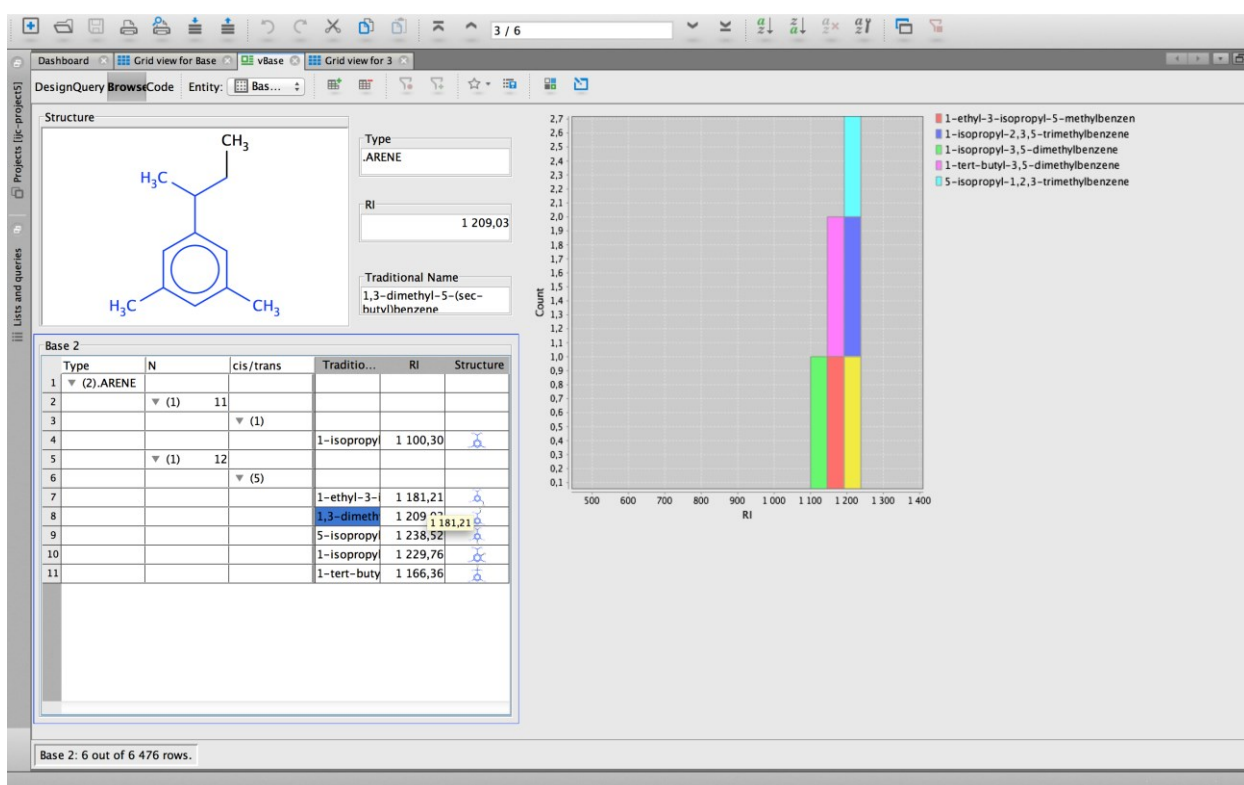 3 / 6
Dashboard
Grid view for Base
vBase
Grid view for 3
Design Query Browse Code Entity: Bas...
Projects [ijc-project5]
Lists and queries
Structure
CH3
H3C
H3C
CH3
Type
.ARENE
RI
1 209,03
Traditional Name
1,3-dimethyl-5-(sec-
butyl)benzene
Base 2
Type N cis/trans Traditio... RI Structure
1 (2).ARENE
2 (1) 11
3 (1)
4 1-isopropyl 1 100,30
5 (1) 12
6 (5)
7 1-ethyl-3-i 1 181,21
8 1,3-dimeth 1 209,03
1 181,21
9 5-isopropyl 1 238,52
10 1-isopropyl 1 229,76
11 1-tert-buty 1 166,36
Count
2,7
2,6
2,5
2,4
2,3
2,2
2,1
2,0
1,9
1,8
1,7
1,6
1,5
1,4
1,3
1,2
1,1
1,0
0,9
0,8
0,7
0,6
0,5
0,4
0,3
0,2
0,1
500 600 700 800 900 1 000 1 100 1 200 1 300 1 400
RI
1-ethyl-3-isopropyl-5-methylbenzen
1-isopropyl-2,3,5-trimethylbenzene
1-isopropyl-3,5-dimethylbenzene
1-tert-butyl-3,5-dimethylbenzene
5-isopropyl-1,2,3-trimethylbenzene
Base 2: 6 out of 6 476 rows.